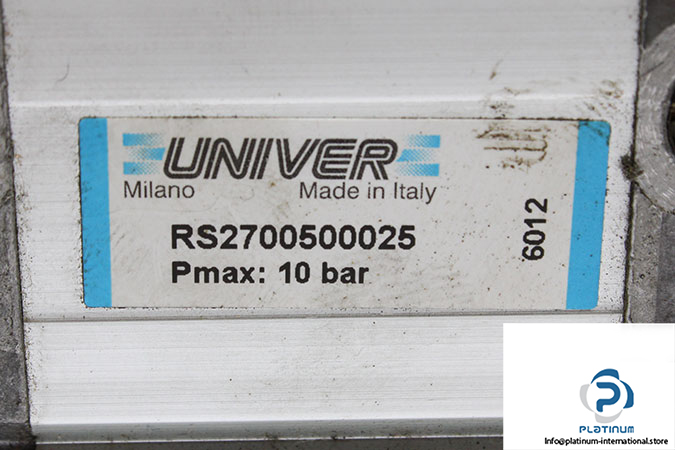 UNIVER
Milano Made in Italy
RS2700500025
Pmax: 10 bar
6012
PLATINUM
Info@platinum-international.store